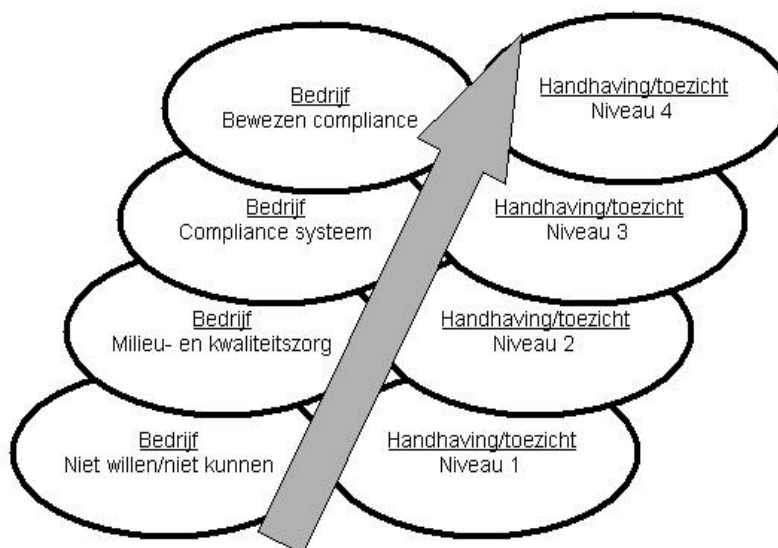 Bedrijf
Bewezen compliance
Handhaving/toezicht
Niveau 4
Bedrijf
Compliance systeem
Handhaving/toezicht
Niveau 3
Bedrijf
Milieu- en kwaliteitszorg
Handhaving/toezicht
Niveau 2
Bedrijf
Niet willen/niet kunnen
Handhaving/toezicht
Niveau 1